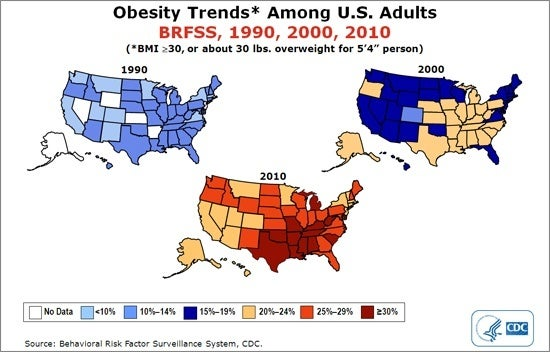 Obesity Trends* Among U.S. Adults
BRFSS, 1990, 2000, 2010
(*BMI ≥30, or about 30 lbs. overweight for 5’4” person)
1990
2000
2010
No Data <10% 10%–14% 15%–19% 20%–24% 25%–29% ≥30%
CDC
Source: Behavioral Risk Factor Surveillance System, CDC.